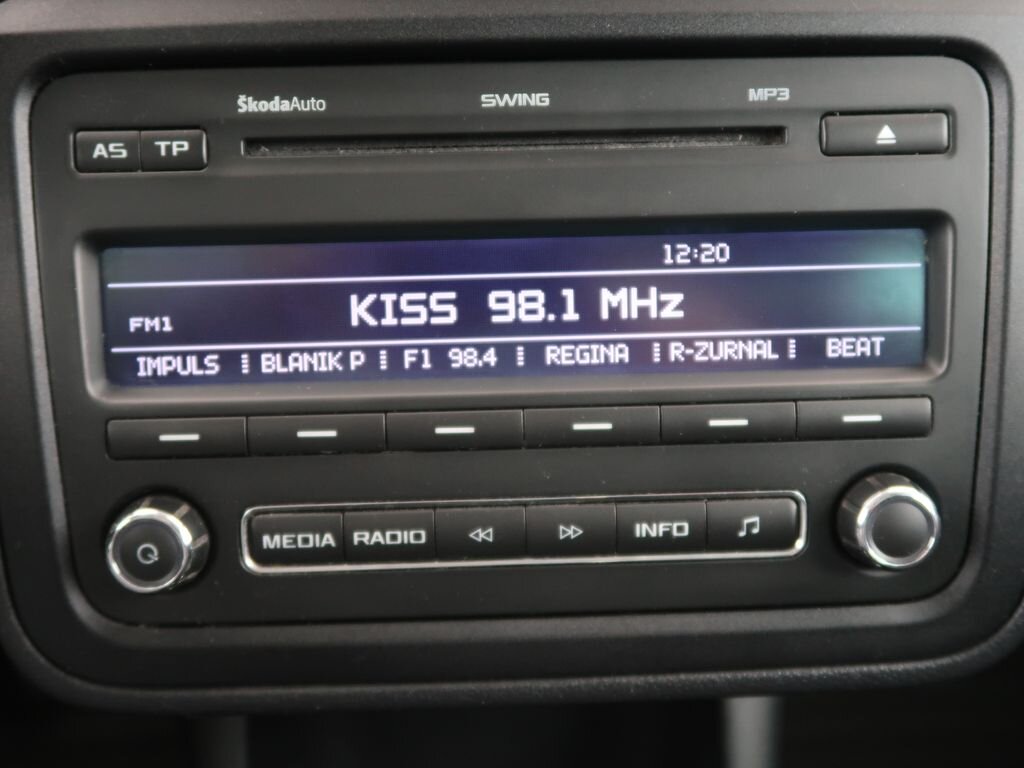 ŠkodaAuto SWING MP3
AS TP
12:20
FM1 KISS 98.1 MHz
IMPULS BLANIK P F1 98.4 REGINA R-ZURNAL BEAT
MEDIA RADIO INFO